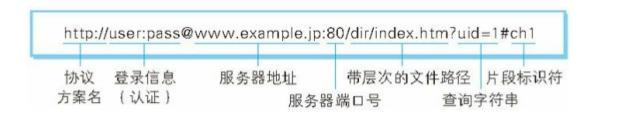 http://user:pass@www.example.jp:80/dir/index.htm?uid=1#ch1
协议 登录信息 服务器地址 带层次的文件路径 片段标识符
方案名 （认证） 服务器端口号 查询字符串